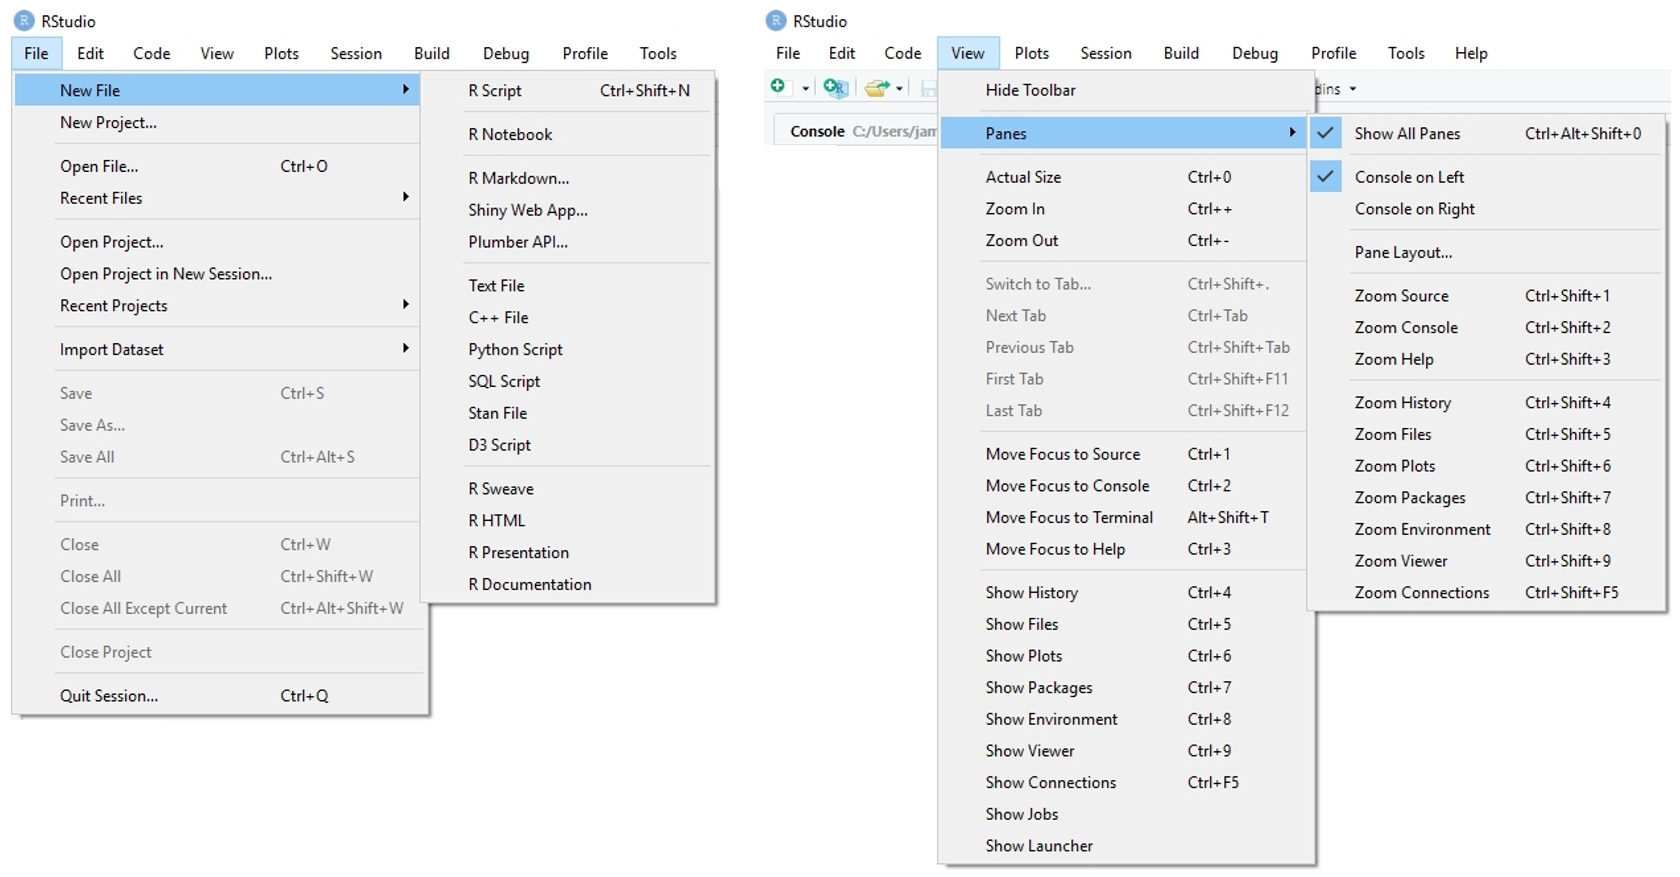 RStudio
File Edit Code View Plots Session Build Debug Profile Tools
New File
New Project...
Open File... Ctrl+O
Recent Files
Open Project...
Open Project in New Session...
Recent Projects
Import Dataset
Save Ctrl+S
Save As...
Save All Ctrl+Alt+S
Print...
Close Ctrl+W
Close All Ctrl+Shift+W
Close All Except Current Ctrl+Alt+Shift+W
Close Project
Quit Session... Ctrl+Q
R Script Ctrl+Shift+N
R Notebook
R Markdown...
Shiny Web App...
Plumber API...
Text File
C++ File
Python Script
SQL Script
Stan File
D3 Script
R Sweave
R HTML
R Presentation
R Documentation
RStudio
File Edit Code View Plots Session Build Debug Profile Tools Help
Console C:/Users/jam
Hide Toolbar
Panes
Actual Size Ctrl+0
Zoom In Ctrl++
Zoom Out Ctrl+-
Switch to Tab... Ctrl+Shift+.
Next Tab Ctrl+Tab
Previous Tab Ctrl+Shift+Tab
First Tab Ctrl+Shift+F11
Last Tab Ctrl+Shift+F12
Move Focus to Source Ctrl+1
Move Focus to Console Ctrl+2
Move Focus to Terminal Alt+Shift+T
Move Focus to Help Ctrl+3
Show History Ctrl+4
Show Files Ctrl+5
Show Plots Ctrl+6
Show Packages Ctrl+7
Show Environment Ctrl+8
Show Viewer Ctrl+9
Show Connections Ctrl+F5
Show Jobs
Show Launcher
Show All Panes Ctrl+Alt+Shift+0
Console on Left
Console on Right
Pane Layout...
Zoom Source Ctrl+Shift+1
Zoom Console Ctrl+Shift+2
Zoom Help Ctrl+Shift+3
Zoom History Ctrl+Shift+4
Zoom Files Ctrl+Shift+5
Zoom Plots Ctrl+Shift+6
Zoom Packages Ctrl+Shift+7
Zoom Environment Ctrl+Shift+8
Zoom Viewer Ctrl+Shift+9
Zoom Connections Ctrl+Shift+F5